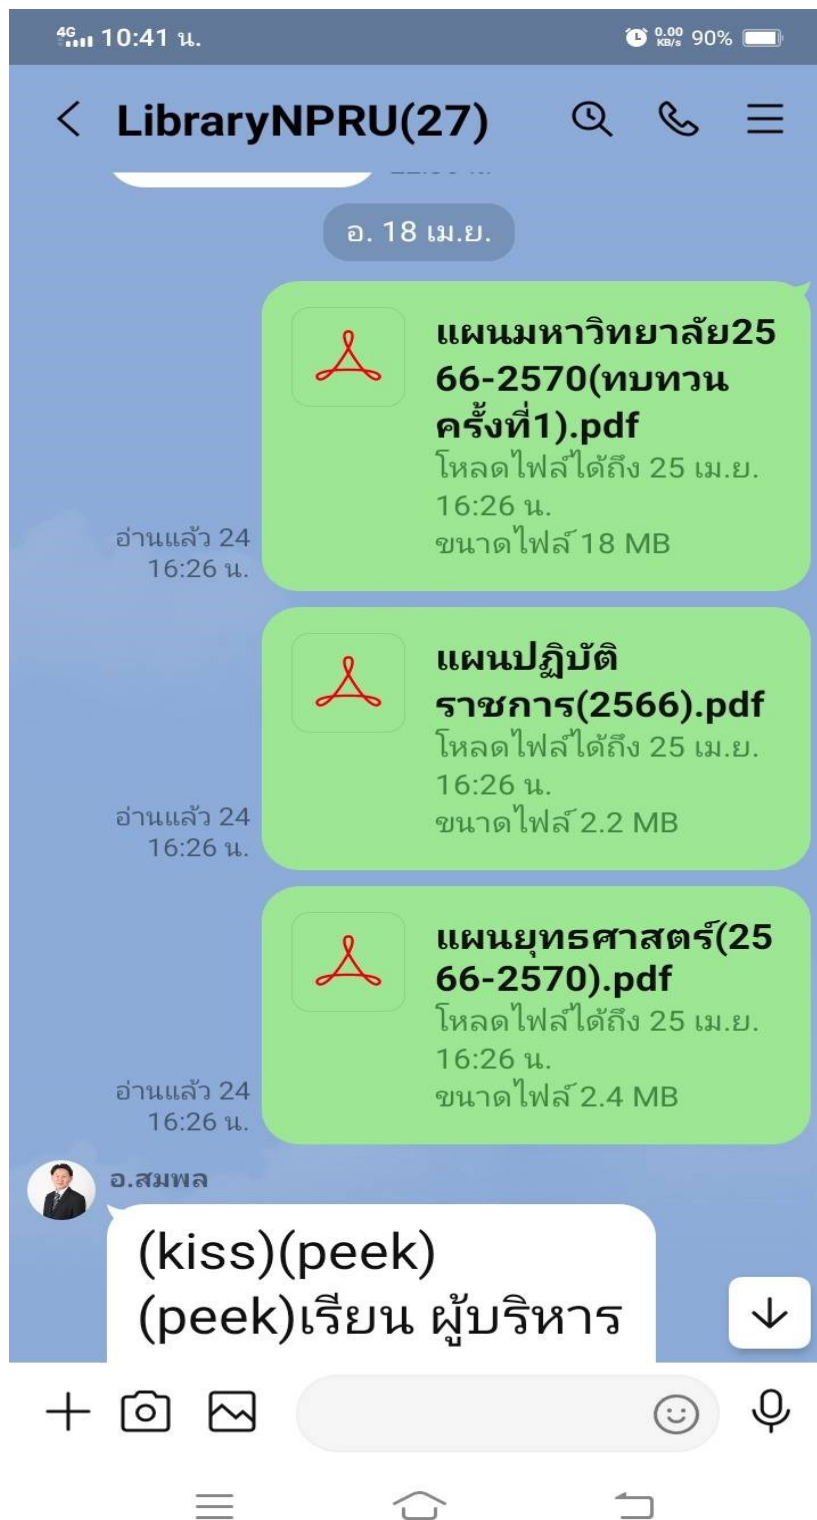 4G 10:41 น. 0.00 KB/s 90%
LibraryNPRU(27)
อ. 18 เม.ย.
แผนมหาวิทยาลัย25
66-2570(ทบทวน
ครั้งที่1).pdf
โหลดไฟล์ได้ถึง 25 เม.ย.
16:26 น.
ขนาดไฟล์ 18 MB
อ่านแล้ว 24
16:26 น.
แผนปฏิบัติ
ราชการ(2566).pdf
โหลดไฟล์ได้ถึง 25 เม.ย.
16:26 น.
ขนาดไฟล์ 2.2 MB
อ่านแล้ว 24
16:26 น.
แผนยุทธศาสตร์(25
66-2570).pdf
โหลดไฟล์ได้ถึง 25 เม.ย.
16:26 น.
ขนาดไฟล์ 2.4 MB
อ่านแล้ว 24
16:26 น.
อ.สมพล
(kiss)(peek)
(peek)เรียน ผู้บริหาร